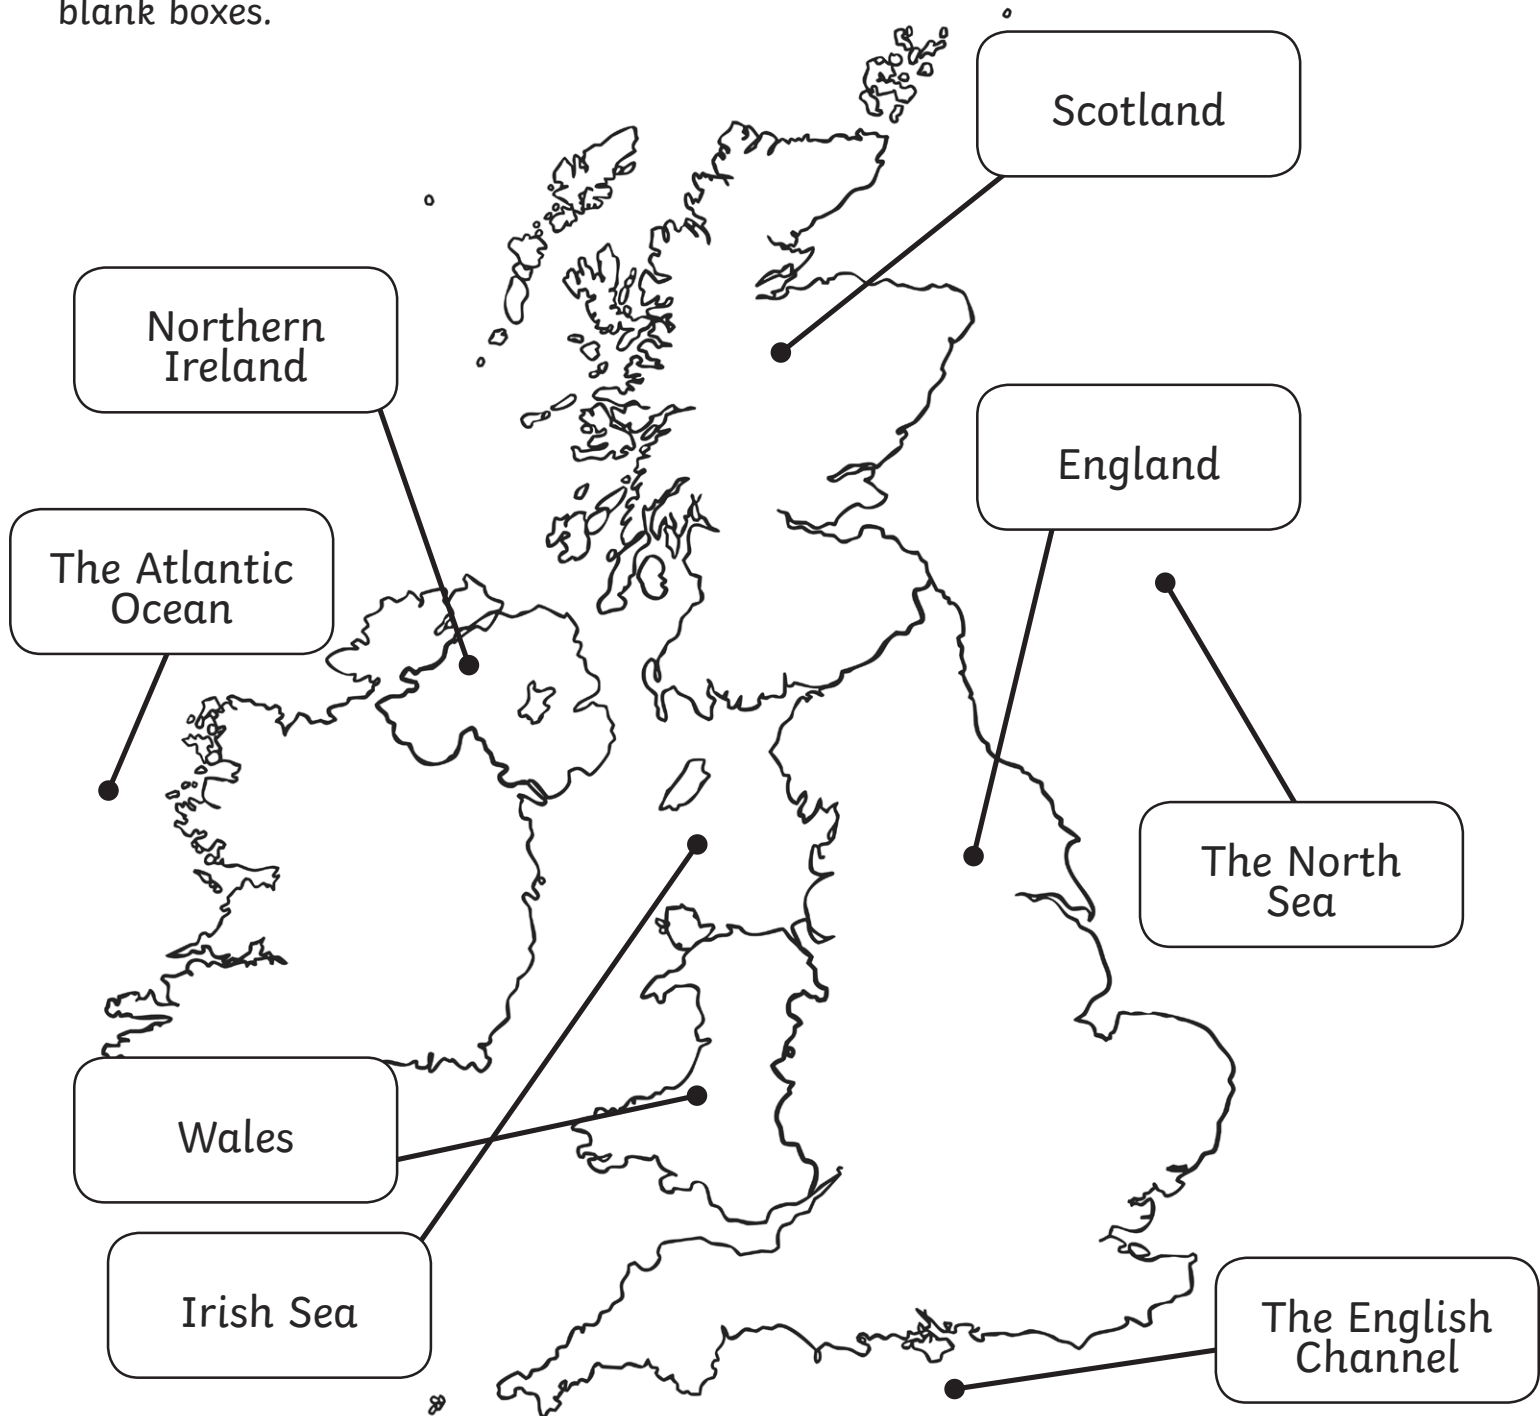 blank boxes.
Scotland
Northern
Ireland
England
The Atlantic
Ocean
The North
Sea
Wales
Irish Sea
The English
Channel